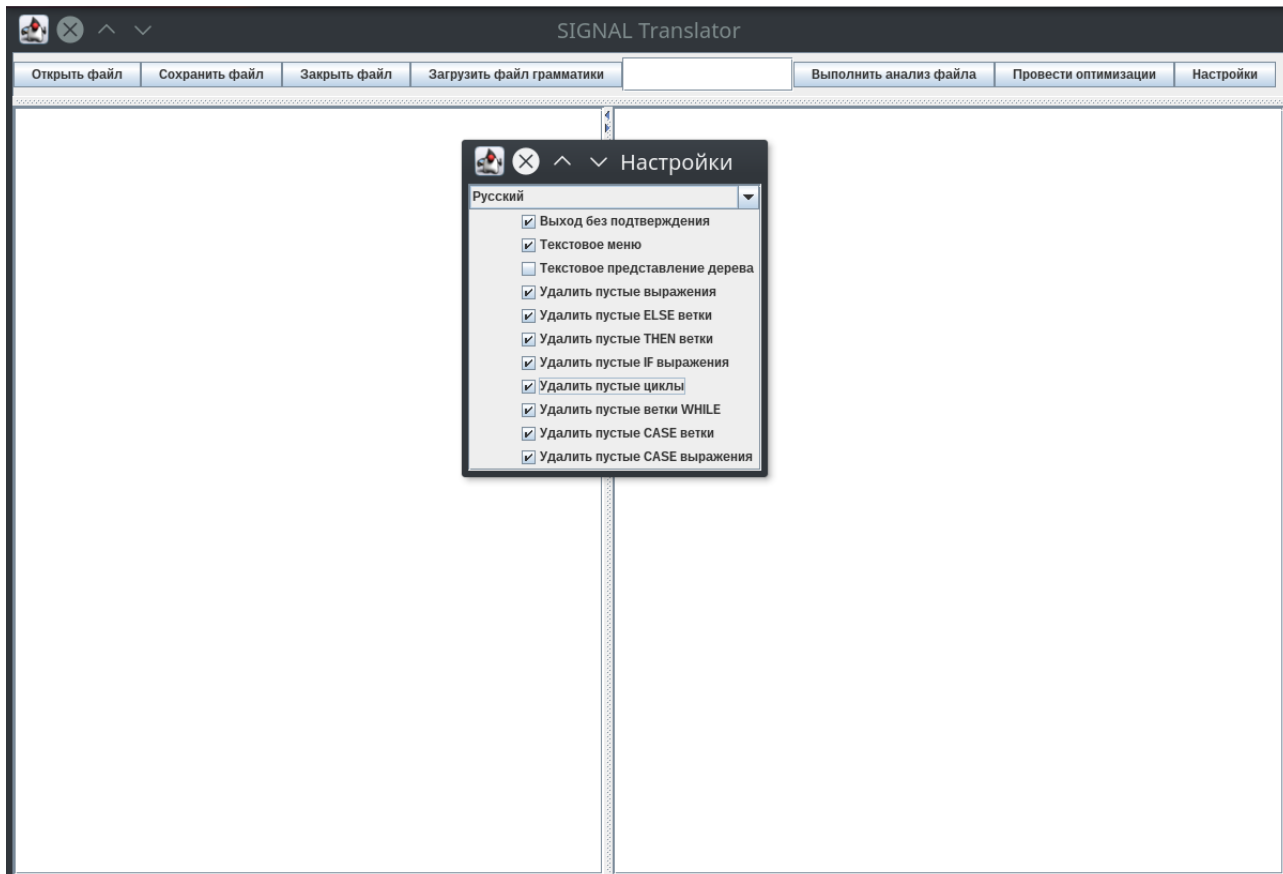 SIGNAL Translator
Открыть файл Сохранить файл Закрыть файл Загрузить файл грамматики Выполнить анализ файла Провести оптимизации Настройки
Настройки
Русский
Выход без подтверждения
Текстовое меню
Текстовое представление дерева
Удалить пустые выражения
Удалить пустые ELSE ветки
Удалить пустые THEN ветки
Удалить пустые IF выражения
Удалить пустые циклы
Удалить пустые ветки WHILE
Удалить пустые CASE ветки
Удалить пустые CASE выражения